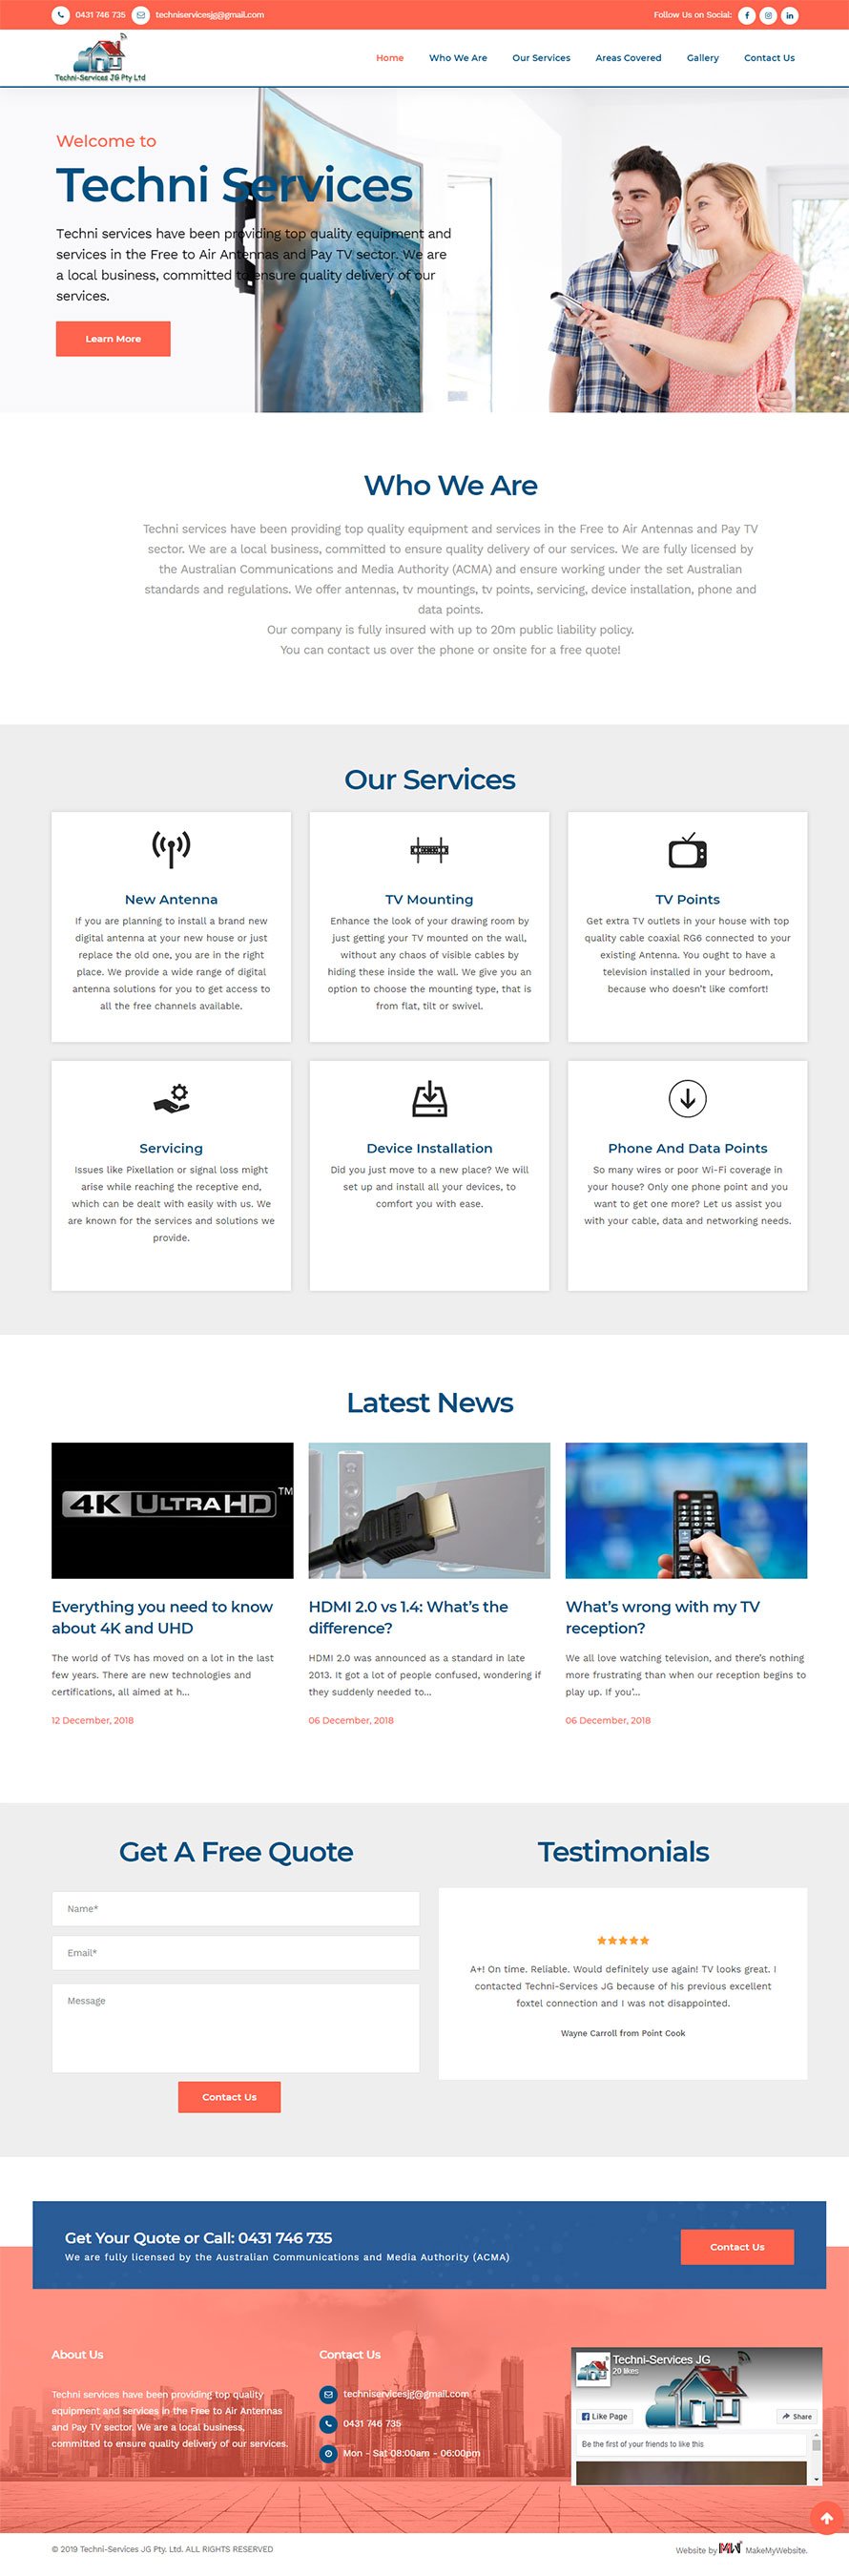 0431 746 735 techniservicesjg@gmail.com Follow Us on Social:
Techni-Services JG Pty Ltd
Home Who We Are Our Services Areas Covered Gallery Contact Us
Welcome to
Techni Services
Techni services have been providing top quality equipment and
services in the Free to Air Antennas and Pay TV sector. We are
a local business, committed to ensure quality delivery of our
services.
Learn More
Who We Are
Techni services have been providing top quality equipment and services in the Free to Air Antennas and Pay TV
sector. We are a local business, committed to ensure quality delivery of our services. We are fully licensed by
the Australian Communications and Media Authority (ACMA) and ensure working under the set Australian
standards and regulations. We offer antennas, tv mountings, tv points, servicing, device installation, phone and
data points.
Our company is fully insured with up to 20m public liability policy.
You can contact us over the phone or onsite for a free quote!
Our Services
New Antenna
If you are planning to install a brand new
digital antenna at your new house or just
replace the old one, you are in the right
place. We provide a wide range of digital
antenna solutions for you to get access to
all the free channels available.
TV Mounting
Enhance the look of your drawing room by
just getting your TV mounted on the wall,
without any chaos of visible cables by
hiding these inside the wall. We give you an
option to choose the mounting type, that is
from flat, tilt or swivel.
TV Points
Get extra TV outlets in your house with top
quality cable coaxial RG6 connected to your
existing Antenna. You ought to have a
television installed in your bedroom,
because who doesn't like comfort!
Servicing
Issues like Pixellation or signal loss might
arise while reaching the receptive end,
which can be dealt with easily with us. We
are known for the services and solutions we
provide.
Device Installation
Did you just move to a new place? We will
set up and install all your devices, to
comfort you with ease.
Phone And Data Points
So many wires or poor Wi-Fi coverage in
your house? Only one phone point and you
want to get one more? Let us assist you
with your cable, data and networking needs.
Latest News
4K ULTRAHD TM
Everything you need to know
about 4K and UHD
The world of TVs has moved on a lot in the last
few years. There are new technologies and
certifications, all aimed at h...
12 December, 2018
HDMI 2.0 vs 1.4: What's the
difference?
HDMI 2.0 was announced as a standard in late
2013. It got a lot of people confused, wondering if
they suddenly needed to...
06 December, 2018
What's wrong with my TV
reception?
We all love watching television, and there's nothing
more frustrating than when our reception begins to
play up. If you'...
06 December, 2018
Get A Free Quote
Name*
Email*
Message
Contact Us
Testimonials
A+! On time. Reliable. Would definitely use again! TV looks great. I
contacted Techni-Services JG because of his previous excellent
foxtel connection and I was not disappointed.
Wayne Carroll from Point Cook
Get Your Quote or Call: 0431 746 735
We are fully licensed by the Australian Communications and Media Authority (ACMA)
Contact Us
About Us
Techni services have been providing top quality
equipment and services in the Free to Air Antennas
and Pay TV sector. We are a local business,
committed to ensure quality delivery of our services.
Contact Us
techniservicesjg@gmail.com
0431 746 735
Mon - Sat 08:00am - 06:00pm
Techni-Services JG
20 likes
Like Page Share
Be the first of your friends to like this
© 2019 Techni-Services JG Pty. Ltd. ALL RIGHTS RESERVED
Website by MMW MakeMyWebsite.